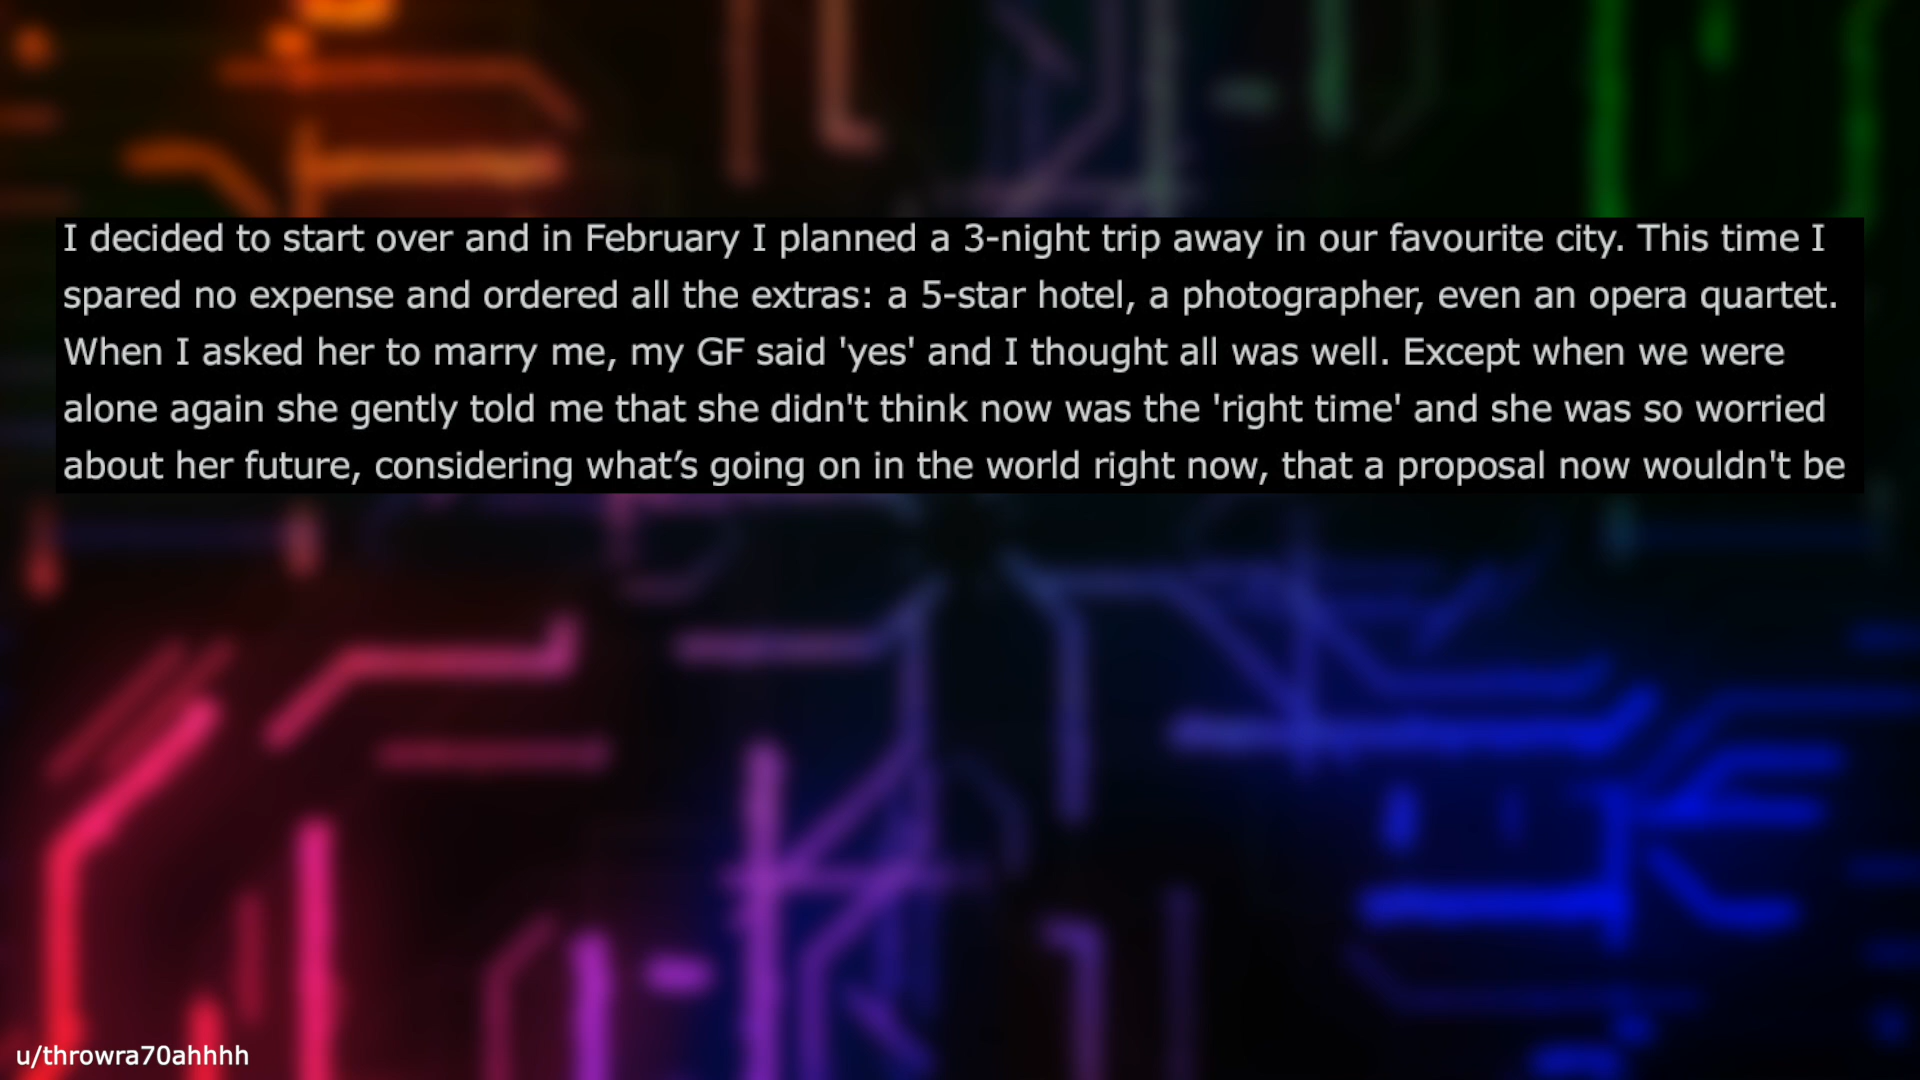 I decided to start over and in February I planned a 3-night trip away in our favourite city. This time I
spared no expense and ordered all the extras: a 5-star hotel, a photographer, even an opera quartet.
When I asked her to marry me, my GF said 'yes' and I thought all was well. Except when we were
alone again she gently told me that she didn't think now was the 'right time' and she was so worried
about her future, considering what’s going on in the world right now, that a proposal now wouldn't be
u/throwra70ahhhh